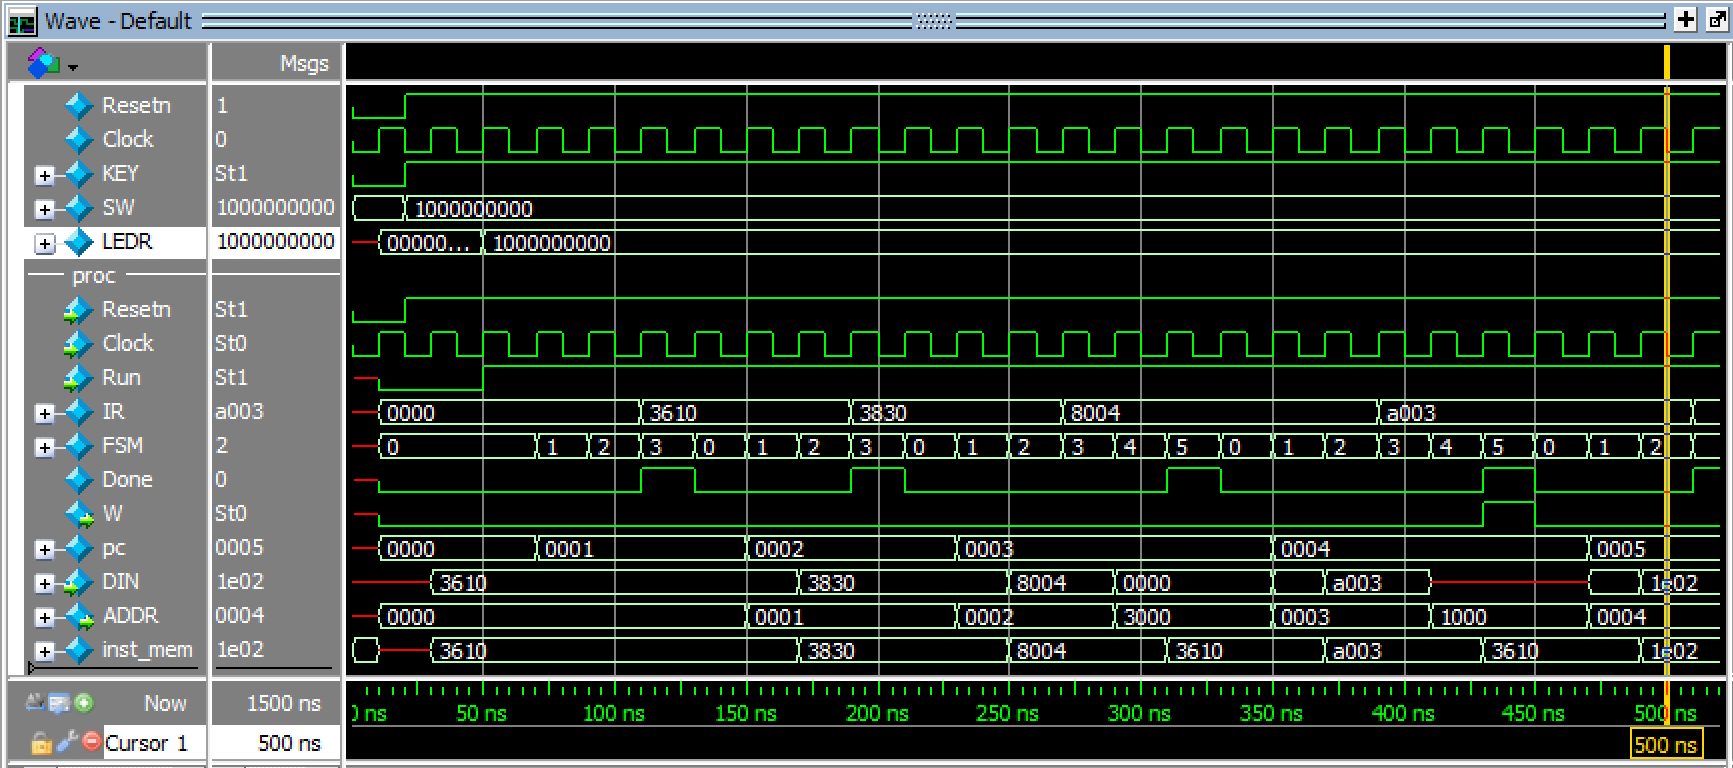 Wave - Default
Msgs
Resetn 1
Clock 0
KEY St1
SW 1000000000 1000000000
LEDR 1000000000 00000... 1000000000
proc
Resetn St1
Clock St0
Run St1
IR a003 0000 3610 3830 8004 a003
FSM 2 0 1 2 3 0 1 2 3 0 1 2 3 4 5 0 1 2 3 4 5 0 1 2
Done 0
W St0
pc 0005 0000 0001 0002 0003 0004 0005
DIN 1e02 3610 3830 8004 0000 a003 1e02
ADDR 0004 0000 0001 0002 3000 0003 1000 0004
inst_mem 1e02 3610 3830 8004 3610 a003 3610 1e02
Now 1500 ns 0 ns 50 ns 100 ns 150 ns 200 ns 250 ns 300 ns 350 ns 400 ns 450 ns 500 ns
Cursor 1 500 ns 500 ns